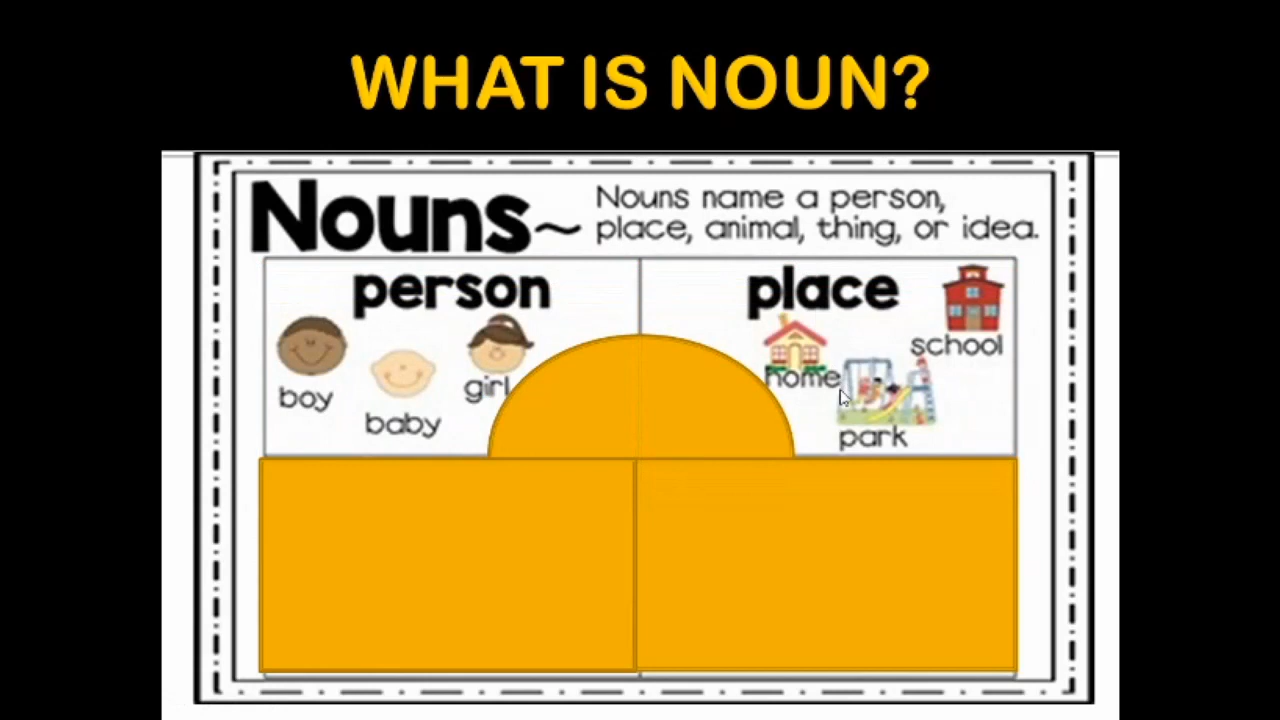 WHAT IS NOUN?
Nouns~ Nouns name a person,
place, animal, thing, or idea.
person
place
school
home
boy
girl
baby
park